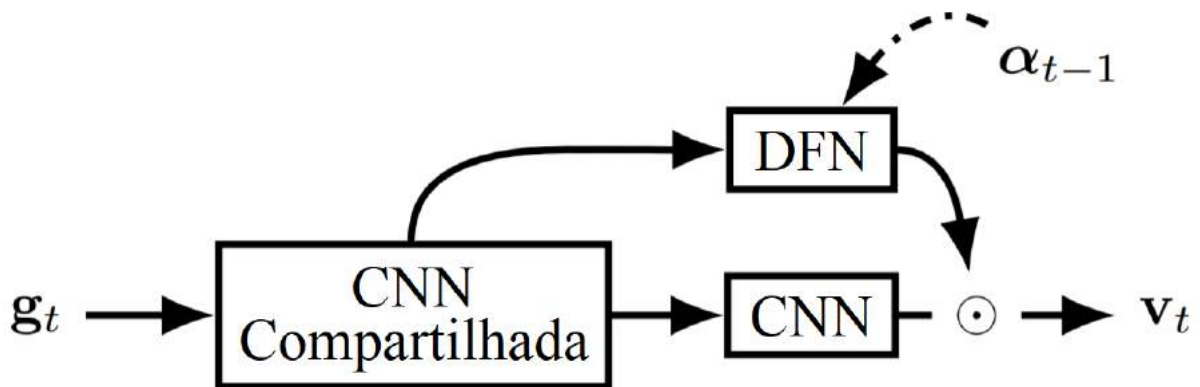 α_{t−1}
DFN
g_t
CNN
Compartilhada
CNN
⊙
v_t